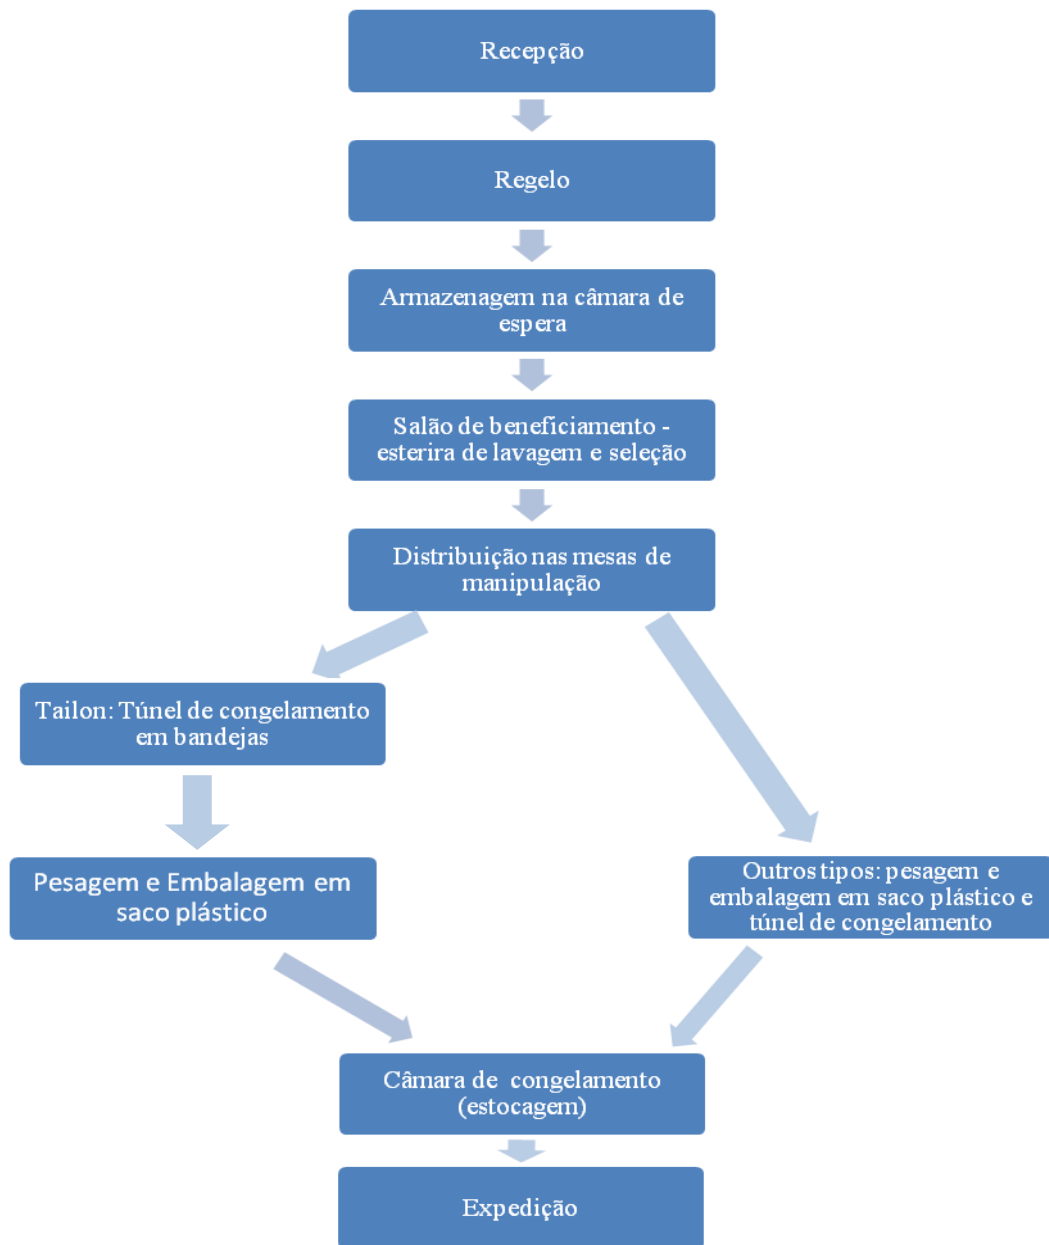 Recepção
Regelo
Armazenagem na câmara de
espera
Salão de beneficiamento -
esterira de lavagem e seleção
Distribuição nas mesas de
manipulação
Tailon: Túnel de congelamento
em bandejas
Pesagem e Embalagem em
saco plástico
Outros tipos: pesagem e
embalagem em saco plástico e
túnel de congelamento
Câmara de congelamento
(estocagem)
Expedição